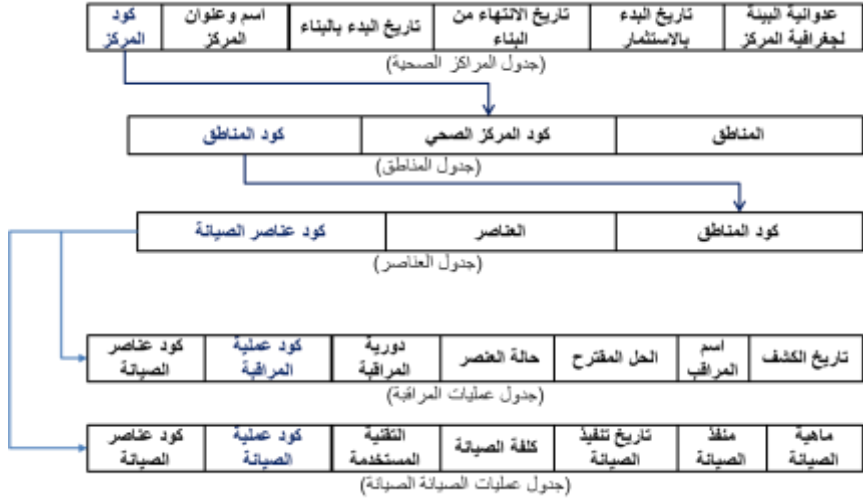 عدوانية البيئة
لجغرافية المركز
تاريخ البدء
بالاستثمار
تاريخ الانتهاء من
البناء
تاريخ البدء بالبناء
اسم وعنوان
المركز
كود
المركز
(جدول المراكز الصحية)
المناطق
كود المركز الصحي
كود المناطق
(جدول المناطق)
كود المناطق
العناصر
كود عناصر الصيانة
(جدول العناصر)
تاريخ الكشف
اسم
المراقب
الحل المقترح
حالة العنصر
دورية
المراقبة
كود عملية
المراقبة
كود عناصر
الصيانة
(جدول عمليات المراقبة)
ماهية
الصيانة
منفذ
الصيانة
تاريخ تنفيذ
الصيانة
كلفة الصيانة
التقنية
المستخدمة
كود عملية
الصيانة
كود عناصر
الصيانة
(جدول عمليات الصيانة الصيانة)